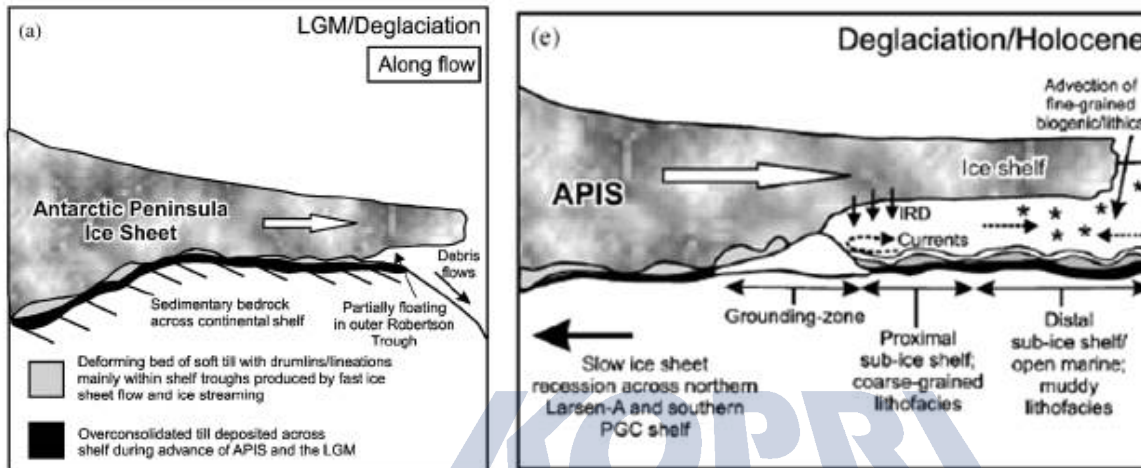 (a)
LGM/Deglaciation
Along flow
Antarctic Peninsula
Ice Sheet
Debris
flows
Sedimentary bedrock
across continental shelf
Partially floating
in outer Robertson
Trough
Deforming bed of soft till with drumlins/lineations
mainly within shelf troughs produced by fast ice
sheet flow and ice streaming
Overconsolidated till deposited across
shelf during advance of APIS and the LGM
(e)
Deglaciation/Holocene
Advection of
fine-grained
biogenic/lithics
Ice shelf
APIS
IRD
Currents
Grounding-zone
Proximal
sub-ice shelf;
coarse-grained
lithofacies
Distal
sub-ice shelf/
open marine;
muddy
lithofacies
Slow ice sheet
recession across northern
Larsen-A and southern
PGC shelf
KOPRI